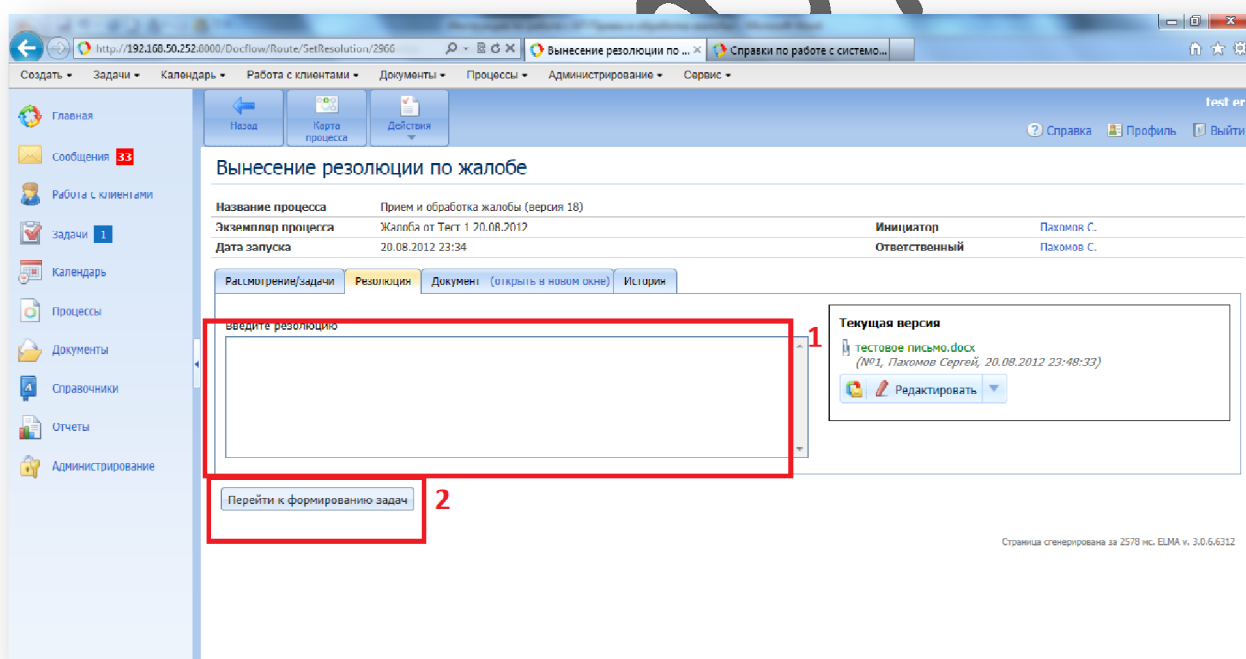 http://192.168.50.252:8000/Docflow/Route/SetResolution/2966
Вынесение резолюции по ...
Справки по работе с системо...
Создать Задачи Календарь Работа с клиентами Документы Процессы Администрирование Сервис
test er
Назад Карта процесса Действия
Справка Профиль Выйти
Главная
Сообщения 33
Работа с клиентами
Задачи 1
Календарь
Процессы
Документы
Справочники
Отчеты
Администрирование
Вынесение резолюции по жалобе
Название процесса Прием и обработка жалобы (версия 18)
Экземпляр процесса Жалоба от Тест 1 20.08.2012 Инициатор Пахомов С.
Дата запуска 20.08.2012 23:34 Ответственный Пахомов С.
Рассмотрение/задачи Резолюция Документ (открыть в новом окне) История
Введите резолюцию
1
Текущая версия
тестовое письмо.docx
(№1, Пахомов Сергей, 20.08.2012 23:48:33)
Редактировать
Перейти к формированию задач
2
Страница сгенерирована за 2578 мс. ELMA v. 3.0.6.6312